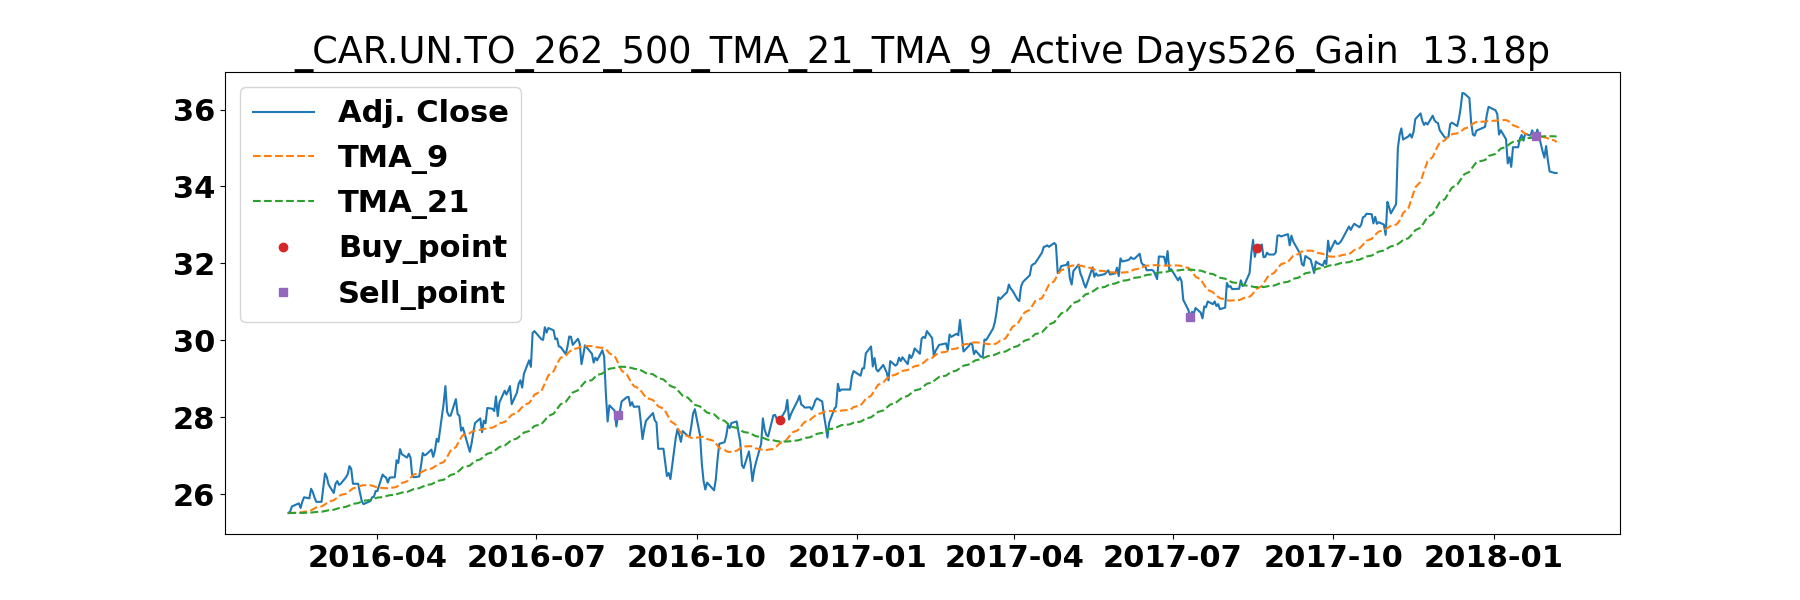 _CAR.UN.TO_262_500_TMA_21_TMA_9_Active Days526_Gain  13.18p
Adj. Close
TMA_9
TMA_21
Buy_point
Sell_point
36
34
32
30
28
26
2016-04 2016-07 2016-10 2017-01 2017-04 2017-07 2017-10 2018-01